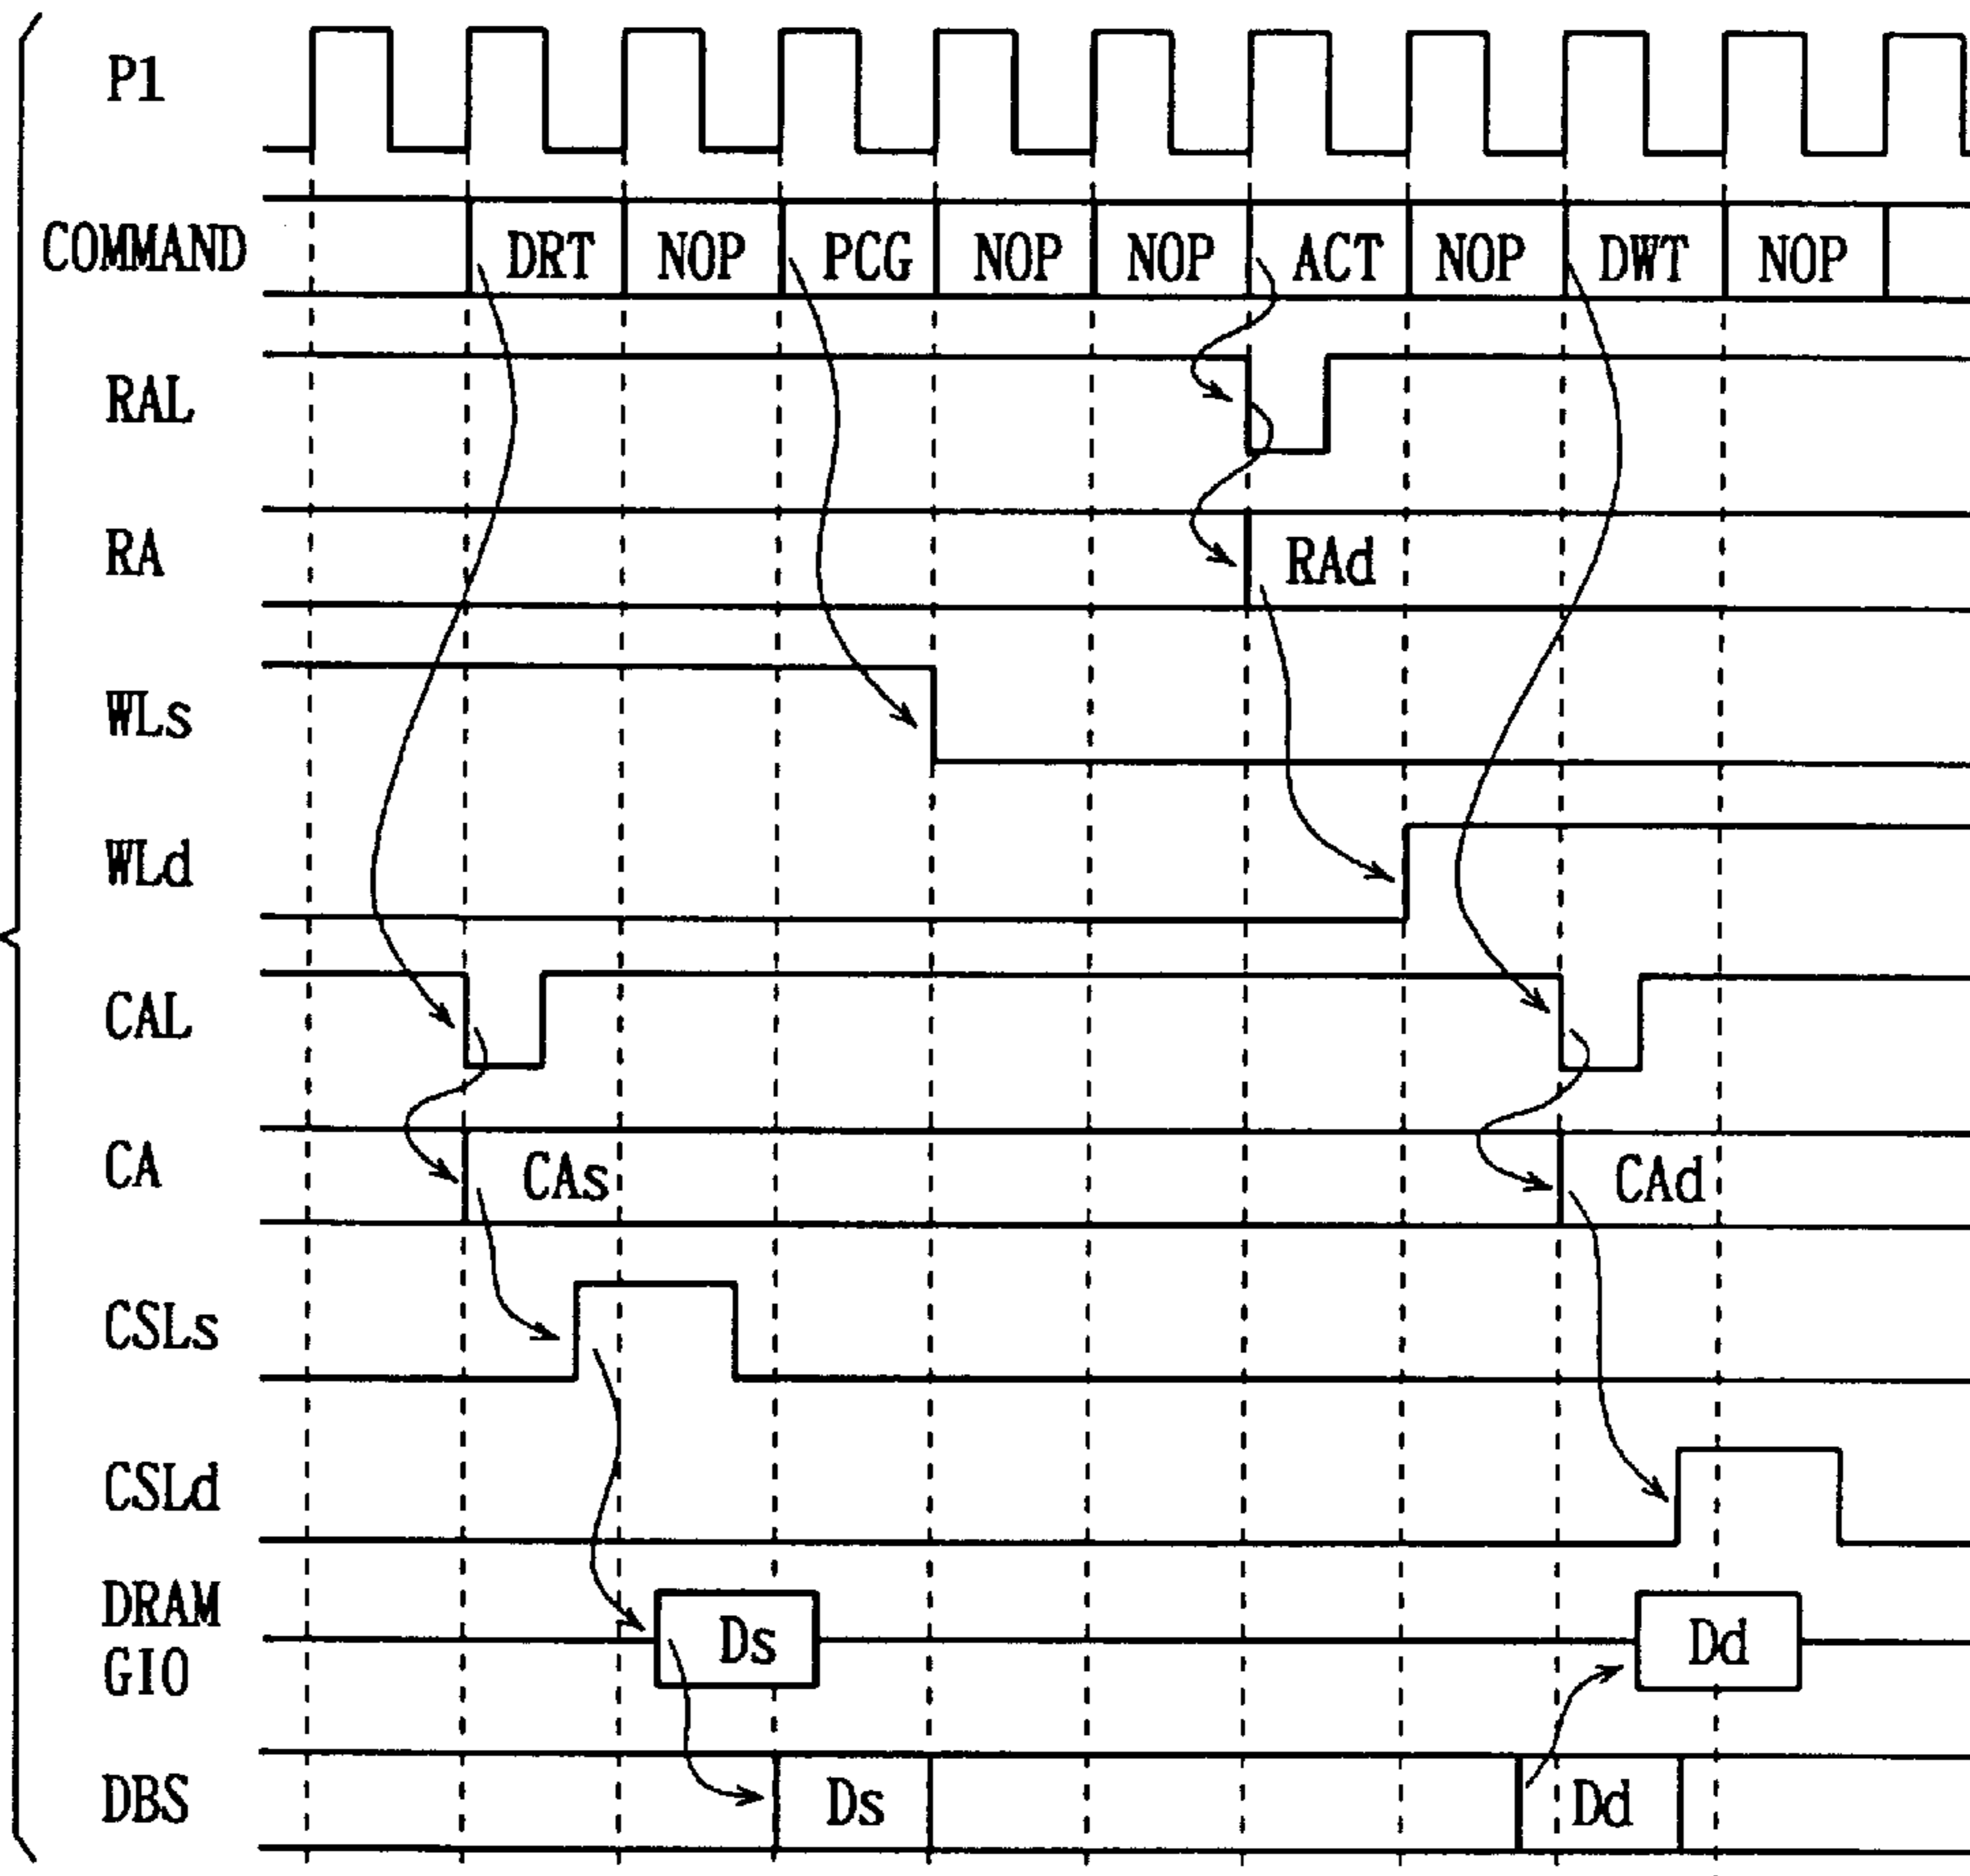 P1
COMMAND DRT NOP PCG NOP NOP ACT NOP DWT NOP
RAL
RA RAd
WLs
WLd
CAL
CA CAs CAd
CSLs
CSLd
DRAM
GIO Ds Dd
DBS Ds Dd